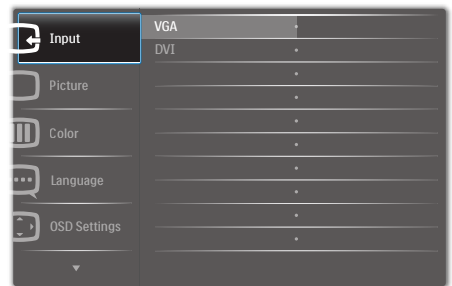 Input
VGA
DVI
Picture
Color
Language
OSD Settings